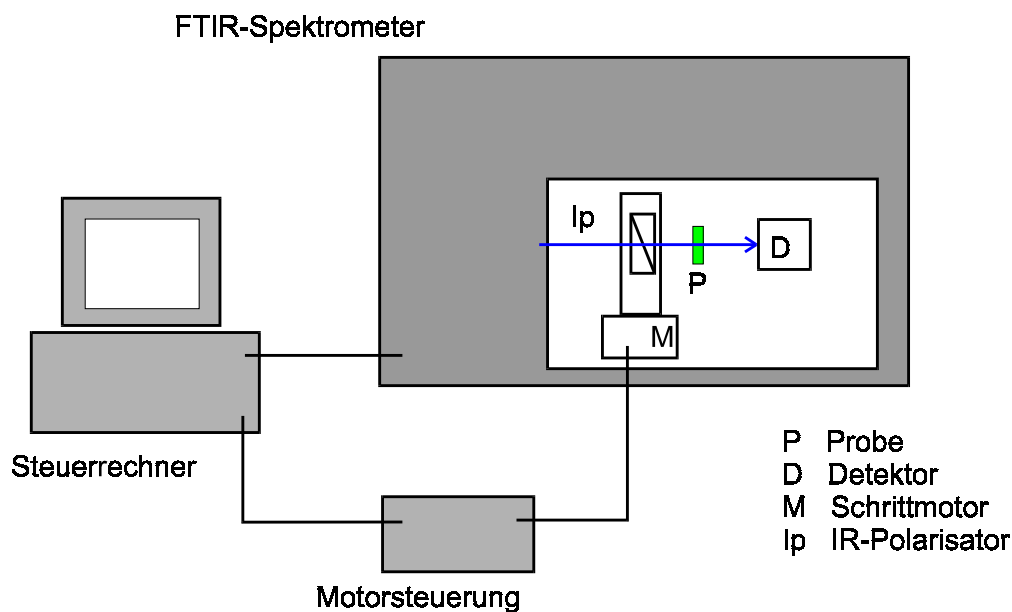 FTIR-Spektrometer
Ip
D
P
M
Steuerrechner
Motorsteuerung
P Probe
D Detektor
M Schrittmotor
Ip IR-Polarisator